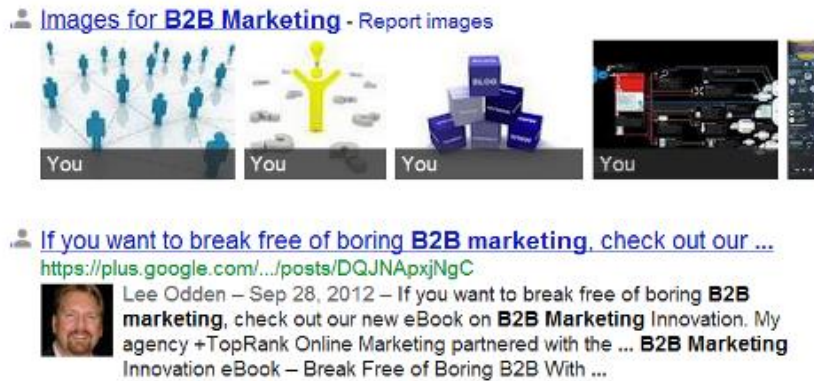 Images for B2B Marketing - Report images
BLOG
You You You You
If you want to break free of boring B2B marketing, check out our ...
https://plus.google.com/.../posts/DQJNApxjNgC
Lee Odden – Sep 28, 2012 – If you want to break free of boring B2B
marketing, check out our new eBook on B2B Marketing Innovation. My
agency +TopRank Online Marketing partnered with the ... B2B Marketing
Innovation eBook – Break Free of Boring B2B With ...